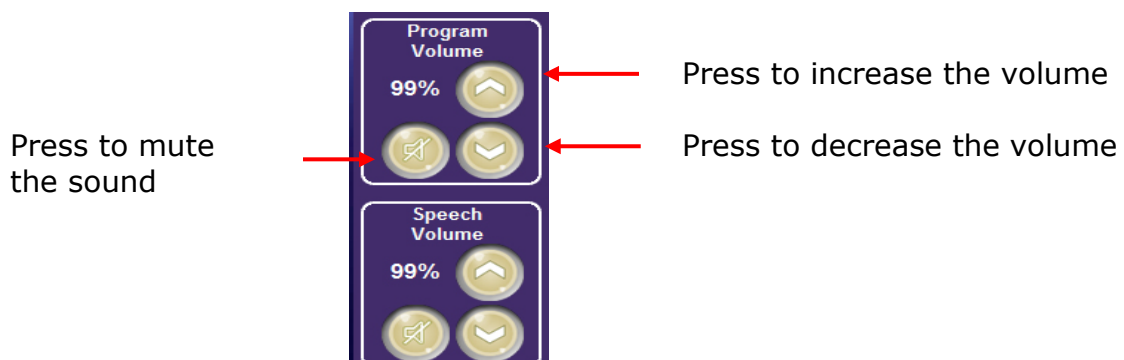 Program
Volume
99%
Press to increase the volume
Press to decrease the volume
Press to mute
the sound
Speech
Volume
99%